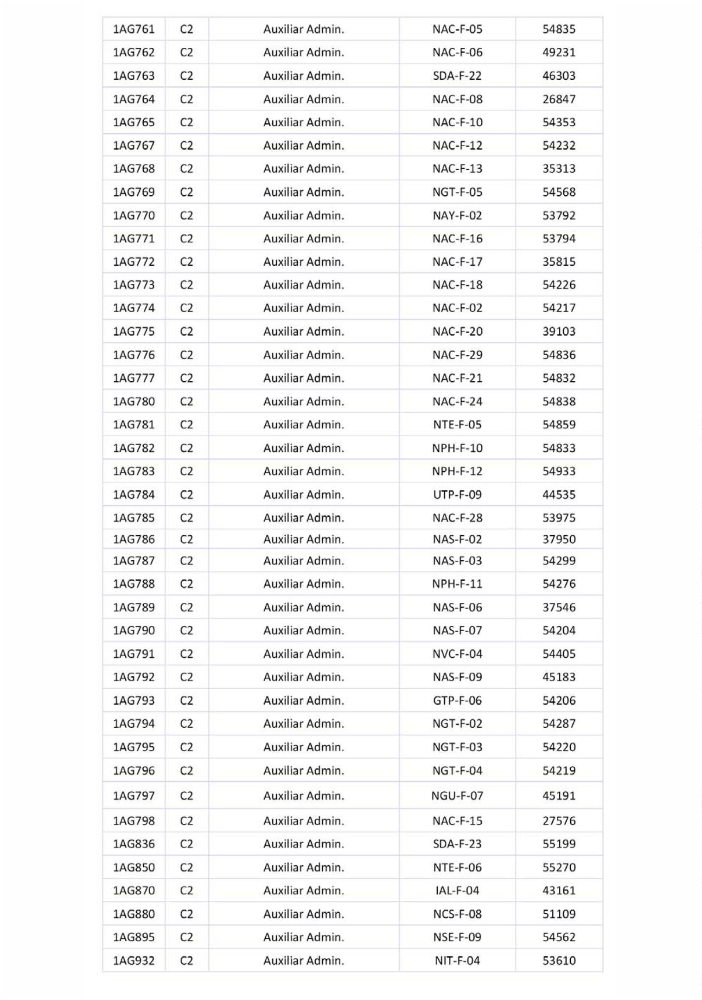 1AG761 C2 Auxiliar Admin. NAC-F-05 54835
1AG762 C2 Auxiliar Admin. NAC-F-06 49231
1AG763 C2 Auxiliar Admin. SDA-F-22 46303
1AG764 C2 Auxiliar Admin. NAC-F-08 26847
1AG765 C2 Auxiliar Admin. NAC-F-10 54353
1AG767 C2 Auxiliar Admin. NAC-F-12 54232
1AG768 C2 Auxiliar Admin. NAC-F-13 35313
1AG769 C2 Auxiliar Admin. NGT-F-05 54568
1AG770 C2 Auxiliar Admin. NAY-F-02 53792
1AG771 C2 Auxiliar Admin. NAC-F-16 53794
1AG772 C2 Auxiliar Admin. NAC-F-17 35815
1AG773 C2 Auxiliar Admin. NAC-F-18 54226
1AG774 C2 Auxiliar Admin. NAC-F-02 54217
1AG775 C2 Auxiliar Admin. NAC-F-20 39103
1AG776 C2 Auxiliar Admin. NAC-F-29 54836
1AG777 C2 Auxiliar Admin. NAC-F-21 54832
1AG780 C2 Auxiliar Admin. NAC-F-24 54838
1AG781 C2 Auxiliar Admin. NTE-F-05 54859
1AG782 C2 Auxiliar Admin. NPH-F-10 54833
1AG783 C2 Auxiliar Admin. NPH-F-12 54933
1AG784 C2 Auxiliar Admin. UTP-F-09 44535
1AG785 C2 Auxiliar Admin. NAC-F-28 53975
1AG786 C2 Auxiliar Admin. NAS-F-02 37950
1AG787 C2 Auxiliar Admin. NAS-F-03 54299
1AG788 C2 Auxiliar Admin. NPH-F-11 54276
1AG789 C2 Auxiliar Admin. NAS-F-06 37546
1AG790 C2 Auxiliar Admin. NAS-F-07 54204
1AG791 C2 Auxiliar Admin. NVC-F-04 54405
1AG792 C2 Auxiliar Admin. NAS-F-09 45183
1AG793 C2 Auxiliar Admin. GTP-F-06 54206
1AG794 C2 Auxiliar Admin. NGT-F-02 54287
1AG795 C2 Auxiliar Admin. NGT-F-03 54220
1AG796 C2 Auxiliar Admin. NGT-F-04 54219
1AG797 C2 Auxiliar Admin. NGU-F-07 45191
1AG798 C2 Auxiliar Admin. NAC-F-15 27576
1AG836 C2 Auxiliar Admin. SDA-F-23 55199
1AG850 C2 Auxiliar Admin. NTE-F-06 55270
1AG870 C2 Auxiliar Admin. IAL-F-04 43161
1AG880 C2 Auxiliar Admin. NCS-F-08 51109
1AG895 C2 Auxiliar Admin. NSE-F-09 54562
1AG932 C2 Auxiliar Admin. NIT-F-04 53610